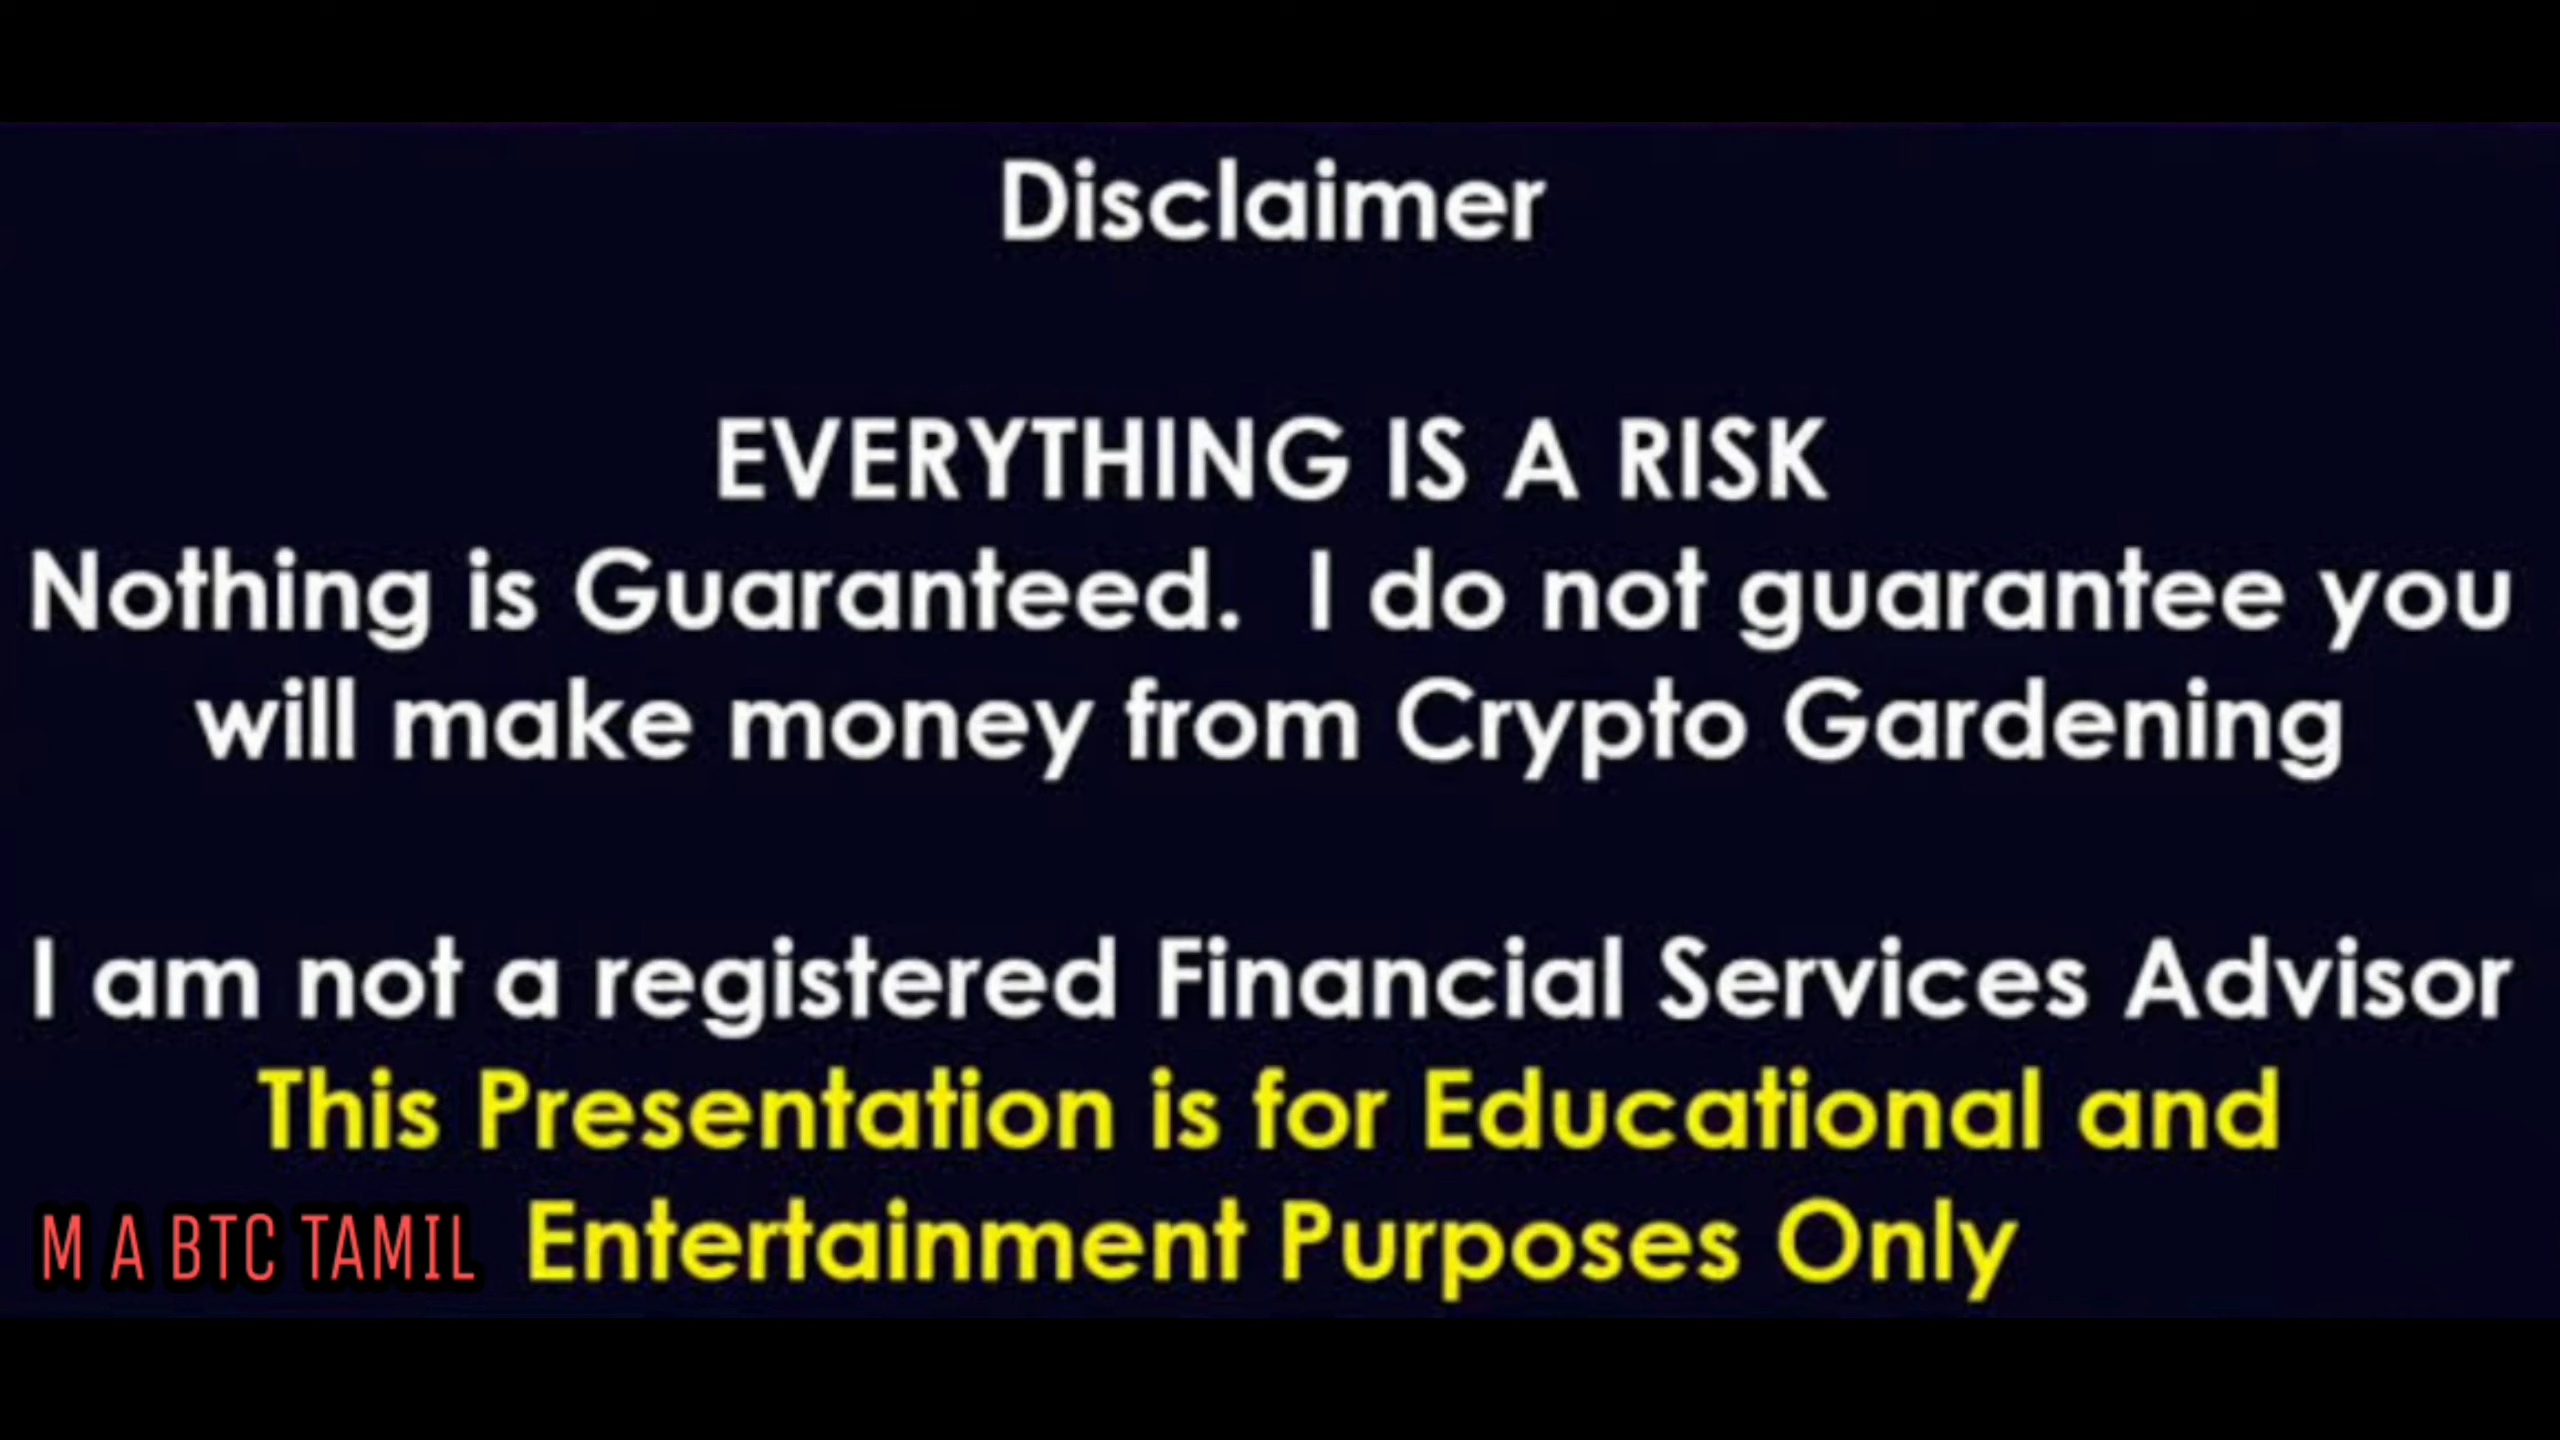 Disclaimer
EVERYTHING IS A RISK
Nothing is Guaranteed. I do not guarantee you
will make money from Crypto Gardening
I am not a registered Financial Services Advisor
This Presentation is for Educational and
Entertainment Purposes Only
M A BTC TAMIL